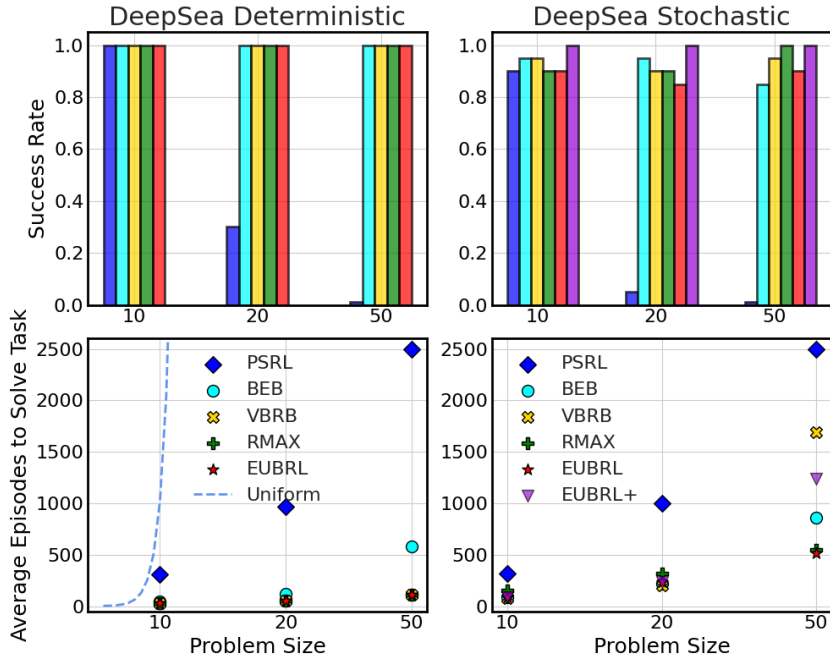 DeepSea Deterministic
Success Rate
1.0
0.8
0.6
0.4
0.2
0.0
10 20 50
DeepSea Stochastic
1.0
0.8
0.6
0.4
0.2
0.0
10 20 50
Average Episodes to Solve Task
2500
2000
1500
1000
500
0
PSRL
BEB
VBRB
RMAX
EUBRL
Uniform
10 20 50
Problem Size
2500
2000
1500
1000
500
0
PSRL
BEB
VBRB
RMAX
EUBRL
EUBRL+
10 20 50
Problem Size